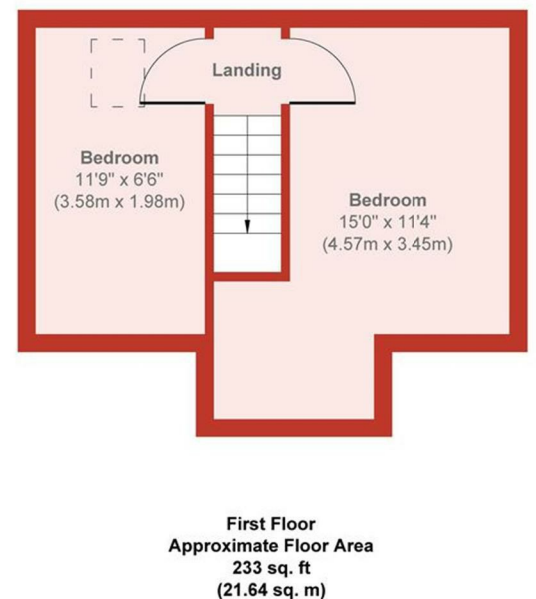 Landing
Bedroom
11'9" x 6'6"
(3.58m x 1.98m)
Bedroom
15'0" x 11'4"
(4.57m x 3.45m)
First Floor
Approximate Floor Area
233 sq. ft
(21.64 sq. m)